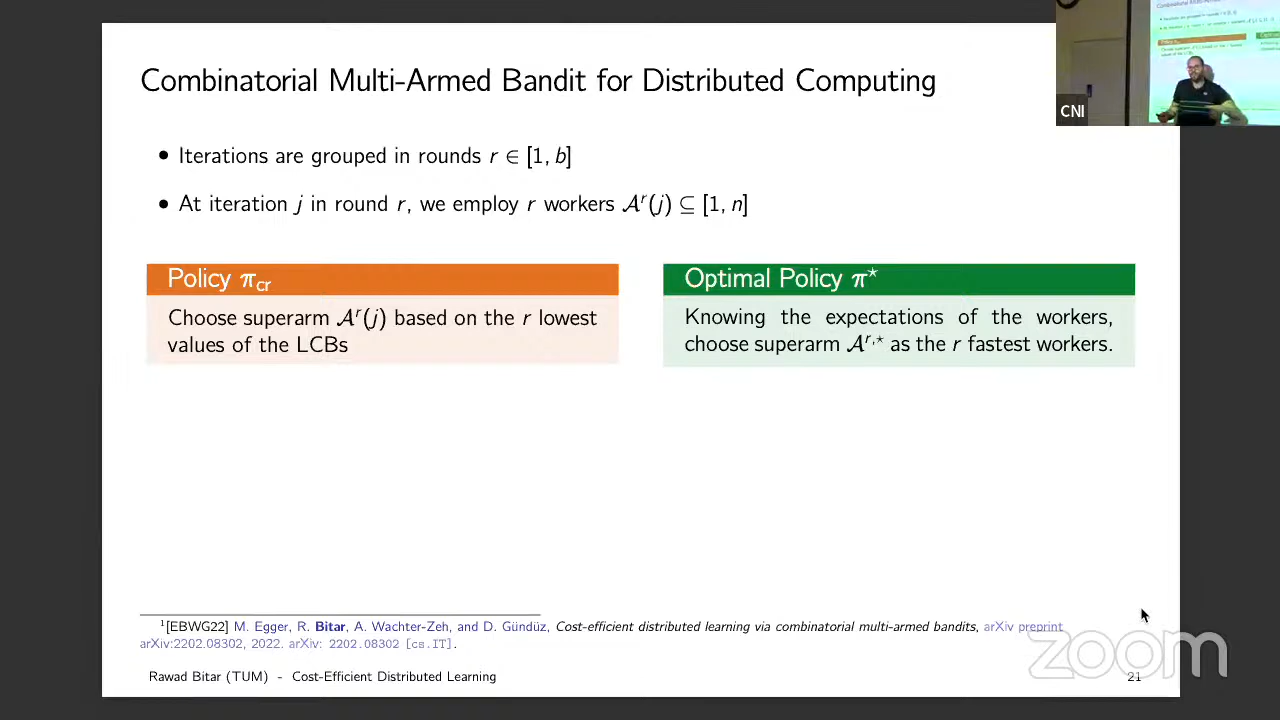 Combinatorial Multi-Armed Bandit for Distributed Computing
CNI
• Iterations are grouped in rounds r ∈ [1, b]
• At iteration j in round r, we employ r workers 𝒜ʳ(j) ⊆ [1, n]
Policy π_cr
Choose superarm 𝒜ʳ(j) based on the r lowest
values of the LCBs
Optimal Policy π*
Knowing the expectations of the workers,
choose superarm 𝒜^{r,*} as the r fastest workers.
¹[EBWG22] M. Egger, R. Bitar, A. Wachter-Zeh, and D. Gündüz, Cost-efficient distributed learning via combinatorial multi-armed bandits, arXiv preprint
arXiv:2202.08302, 2022. arXiv: 2202.08302 [cs.IT].
zoom
Rawad Bitar (TUM) - Cost-Efficient Distributed Learning
21